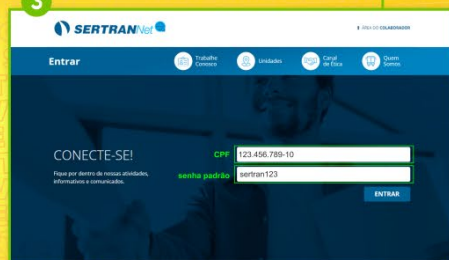 3
SERTRANNet
ÁREA DO COLABORADOR
Entrar
Trabalhe
Conosco
Unidades
Canal
de Ética
Quem
Somos
CONECTE-SE!
Fique por dentro de nossas atividades,
informativos e comunicados.
CPF 123.456.789-10
senha padrão sertran123
ENTRAR